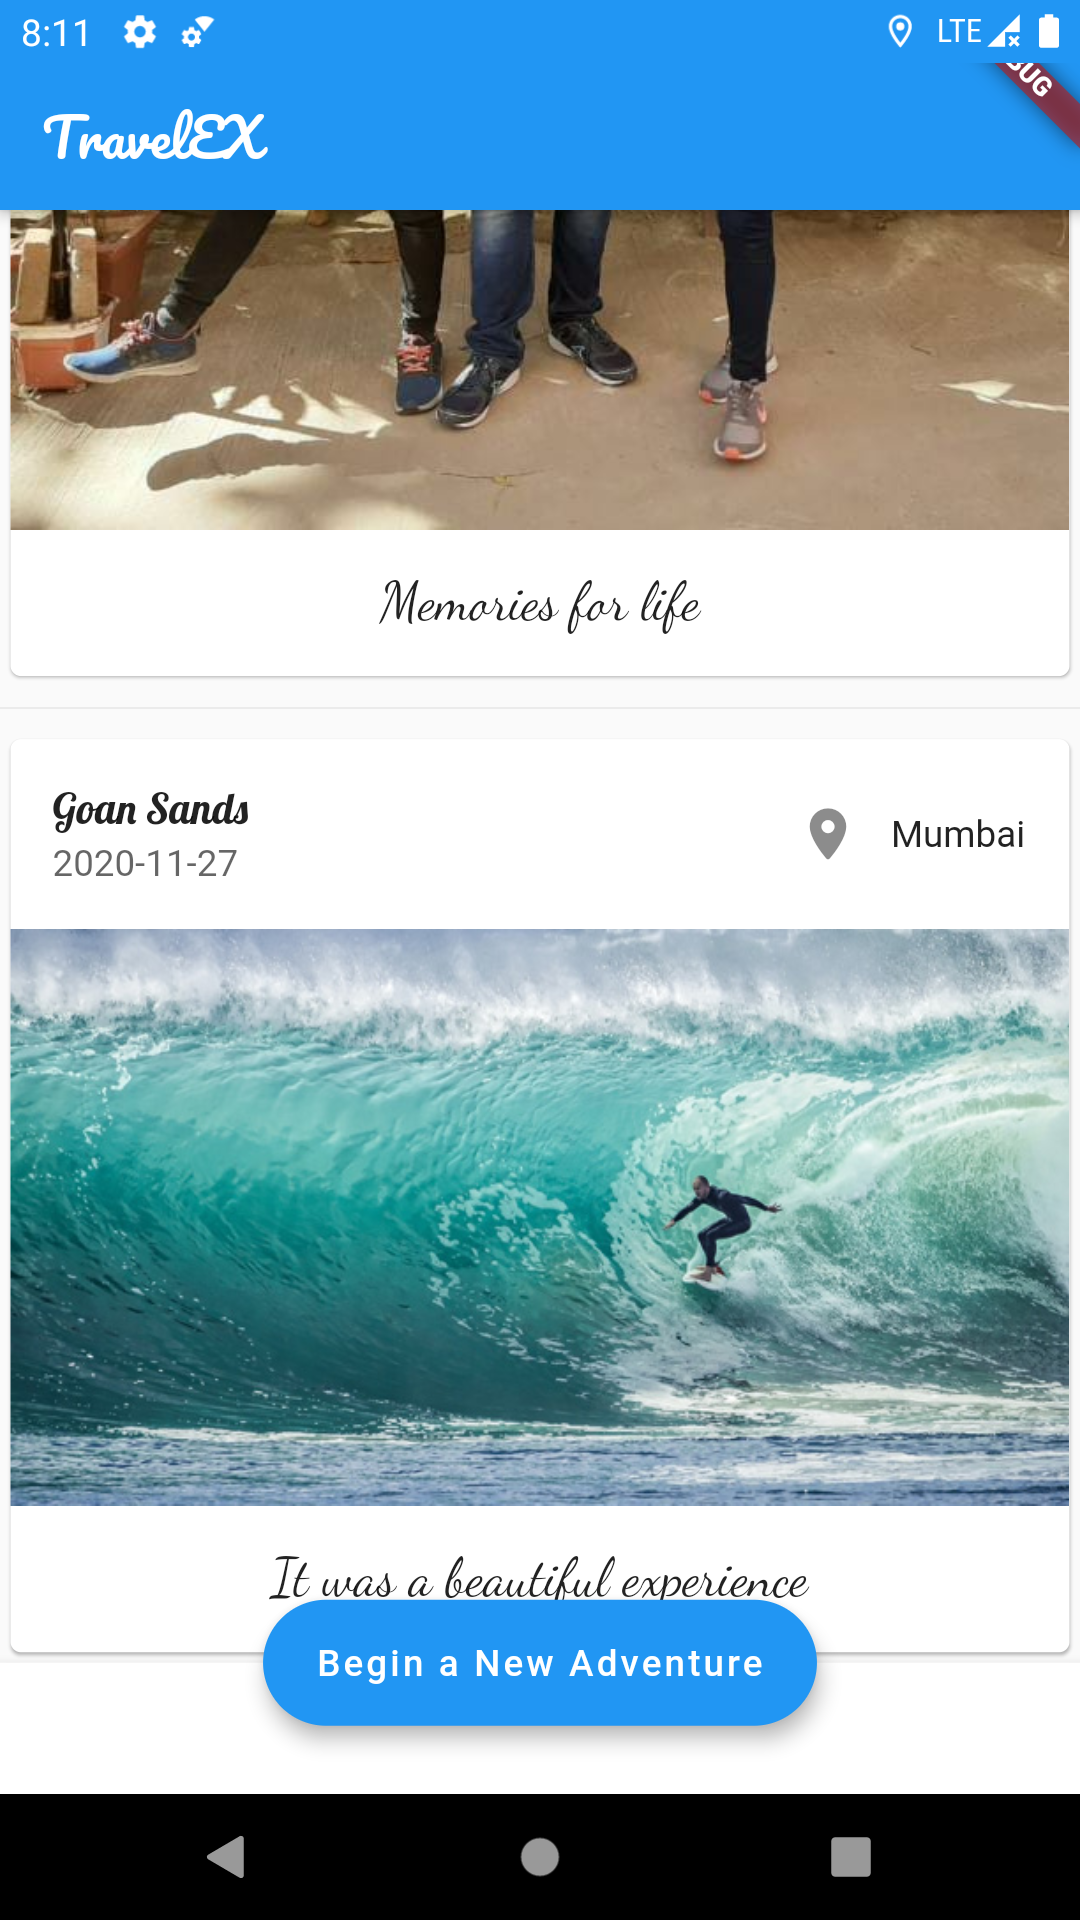 8:11
LTE
TravelEX
Memories for life
Goan Sands
2020-11-27
Mumbai
It was a beautiful experience
Begin a New Adventure